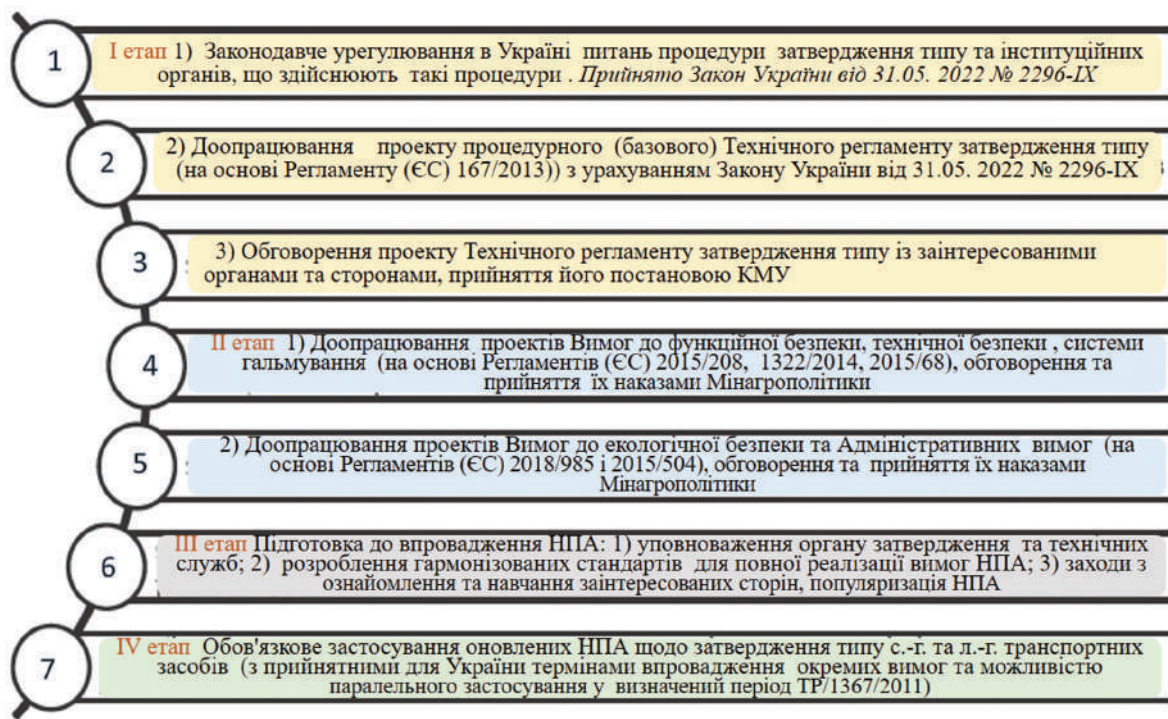 1
I етап 1) Законодавче урегулювання в Україні питань процедури затвердження типу та інституційних
органів, що здійснюють такі процедури . Прийнято Закон України від 31.05. 2022 № 2296-IX
2
2) Доопрацювання проекту процедурного (базового) Технічного регламенту затвердження типу
(на основі Регламенту (ЄС) 167/2013)) з урахуванням Закону України від 31.05. 2022 № 2296-IX
3
3) Обговорення проекту Технічного регламенту затвердження типу із заінтересованими
органами та сторонами, прийняття його постановою КМУ
4
II етап 1) Доопрацювання проектів Вимог до функційної безпеки, технічної безпеки , системи
гальмування (на основі Регламентів (ЄС) 2015/208, 1322/2014, 2015/68), обговорення та
прийняття їх наказами Мінагрополітики
5
2) Доопрацювання проектів Вимог до екологічної безпеки та Адміністративних вимог (на
основі Регламентів (ЄС) 2018/985 і 2015/504), обговорення та прийняття їх наказами
Мінагрополітики
6
III етап Підготовка до впровадження НПА: 1) уповноваження органу затвердження та технічних
служб; 2) розроблення гармонізованих стандартів для повної реалізації вимог НПА; 3) заходи з
ознайомлення та навчання заінтересованих сторін, популяризація НПА
7
IV етап Обов'язкове застосування оновлених НПА щодо затвердження типу с.-г. та л.-г. транспортних
засобів (з прийнятними для України термінами впровадження окремих вимог та можливістю
паралельного застосування у визначений період ТР/1367/2011)